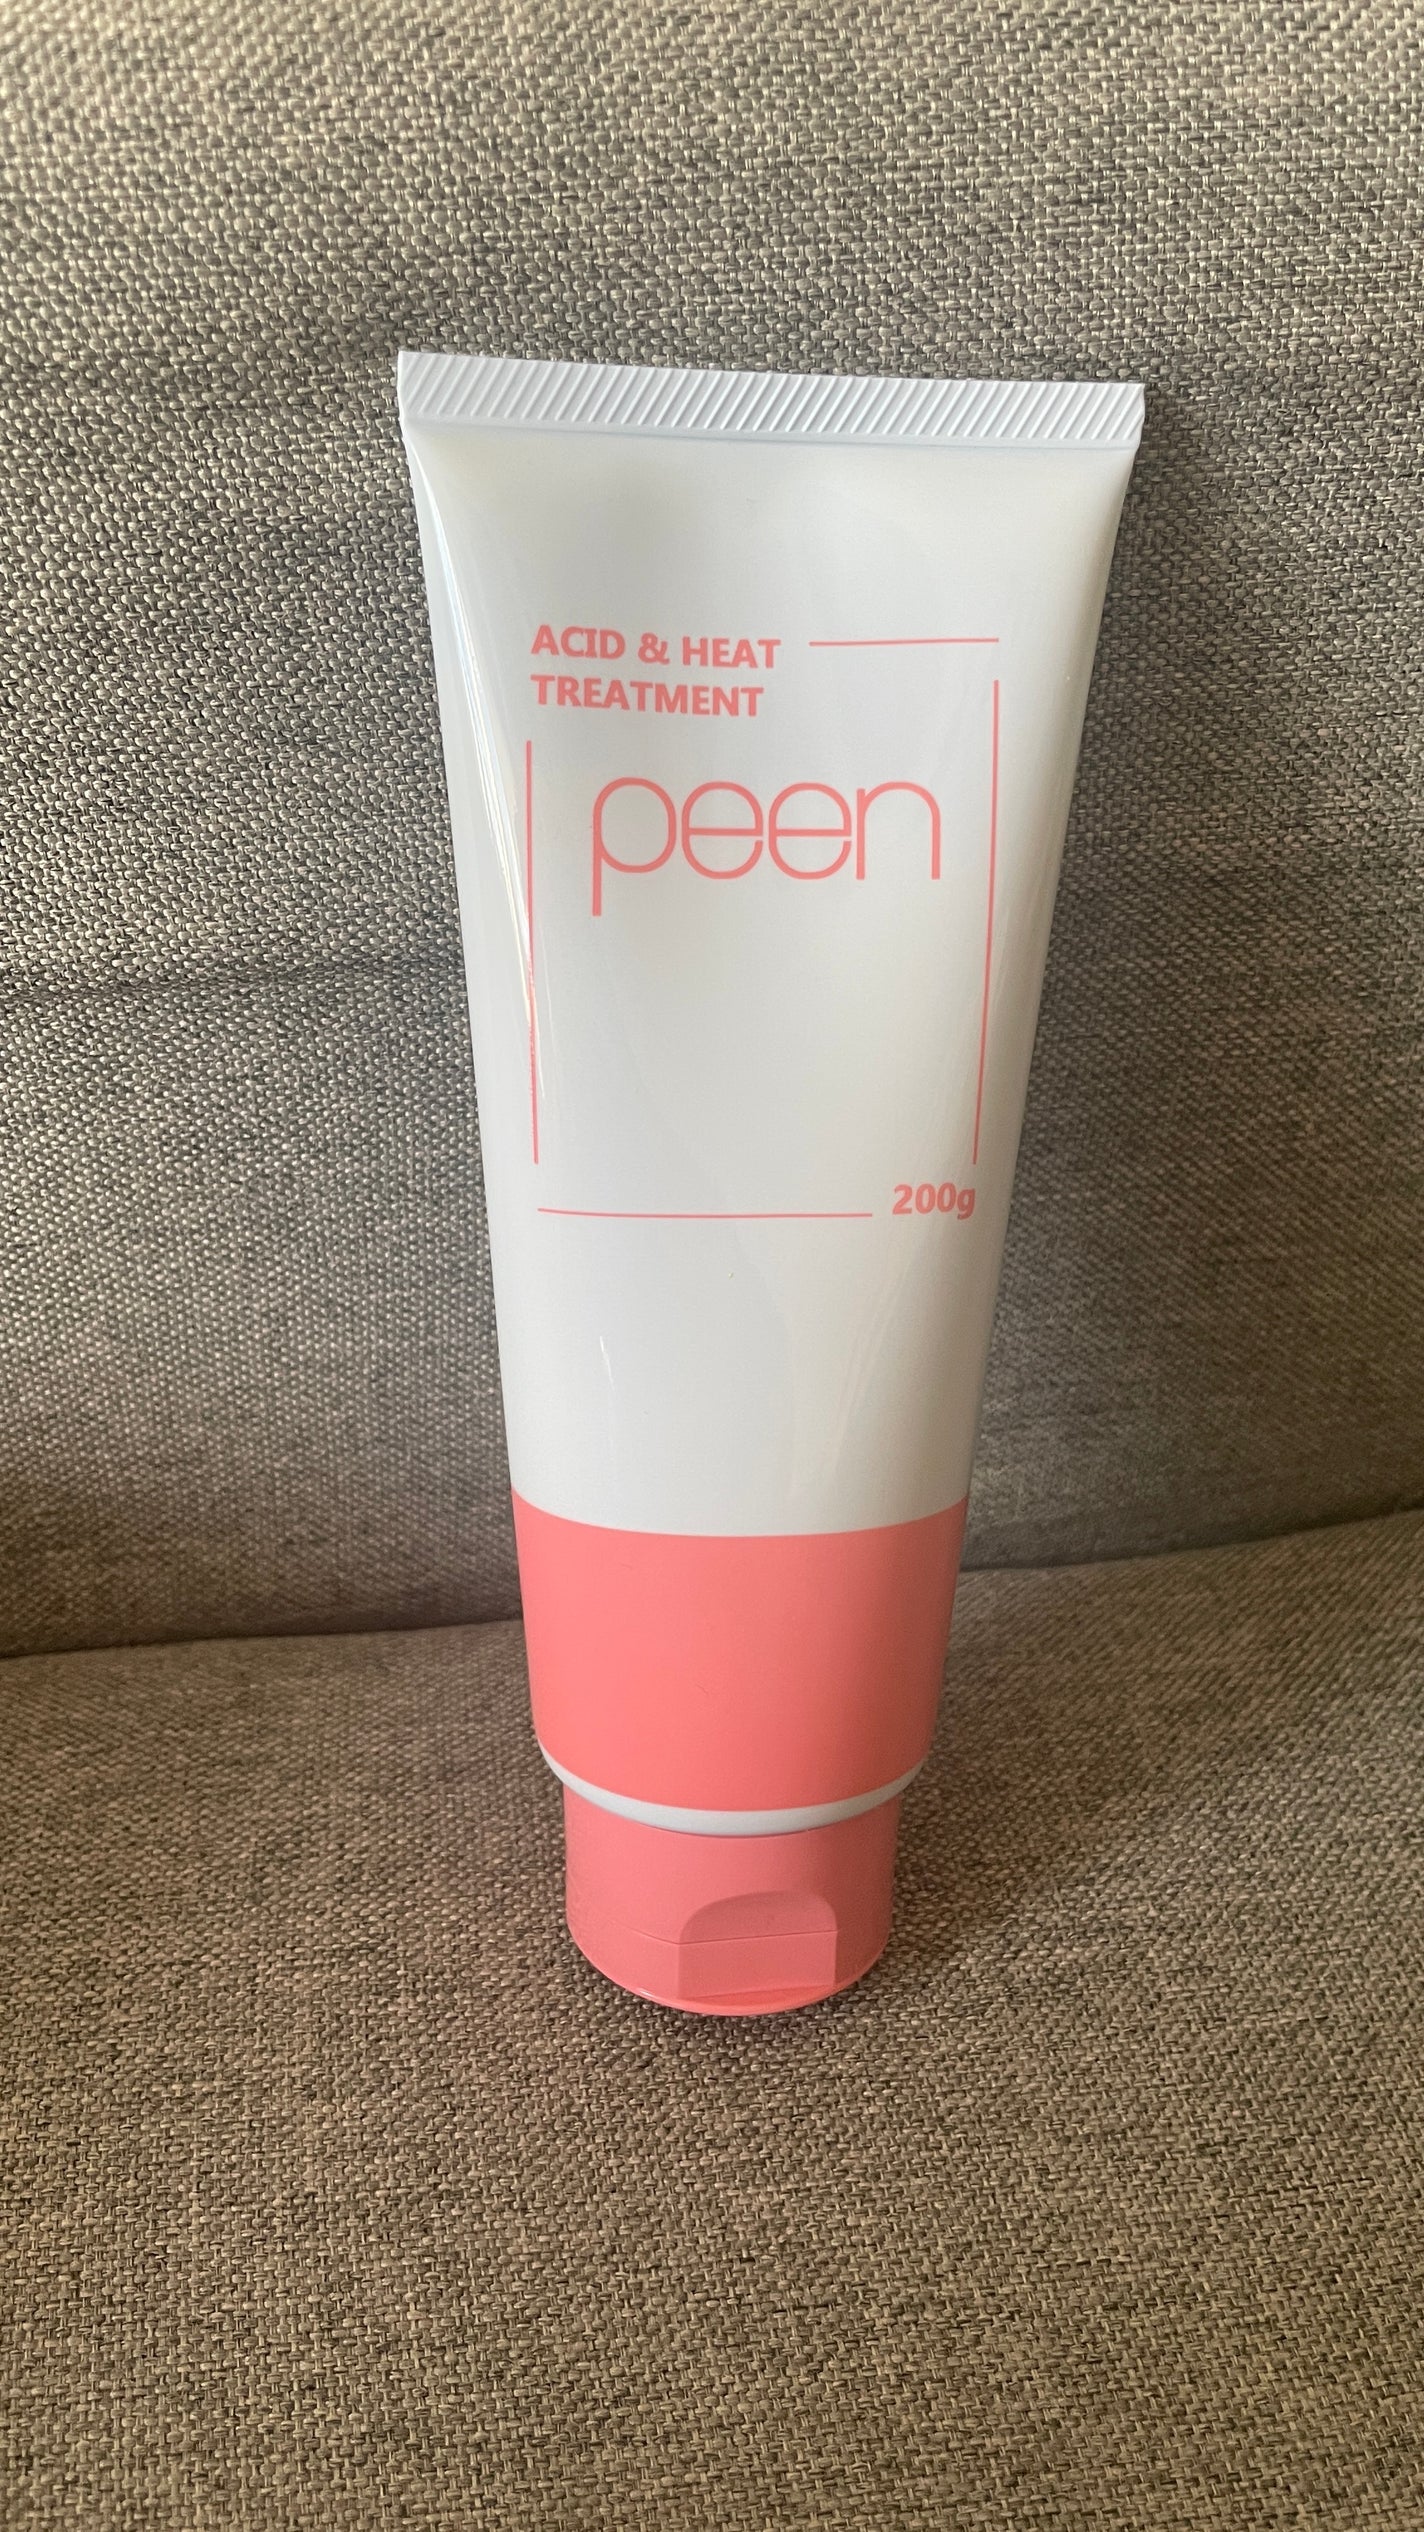 ACID & HEAT
TREATMENT
peen
200g